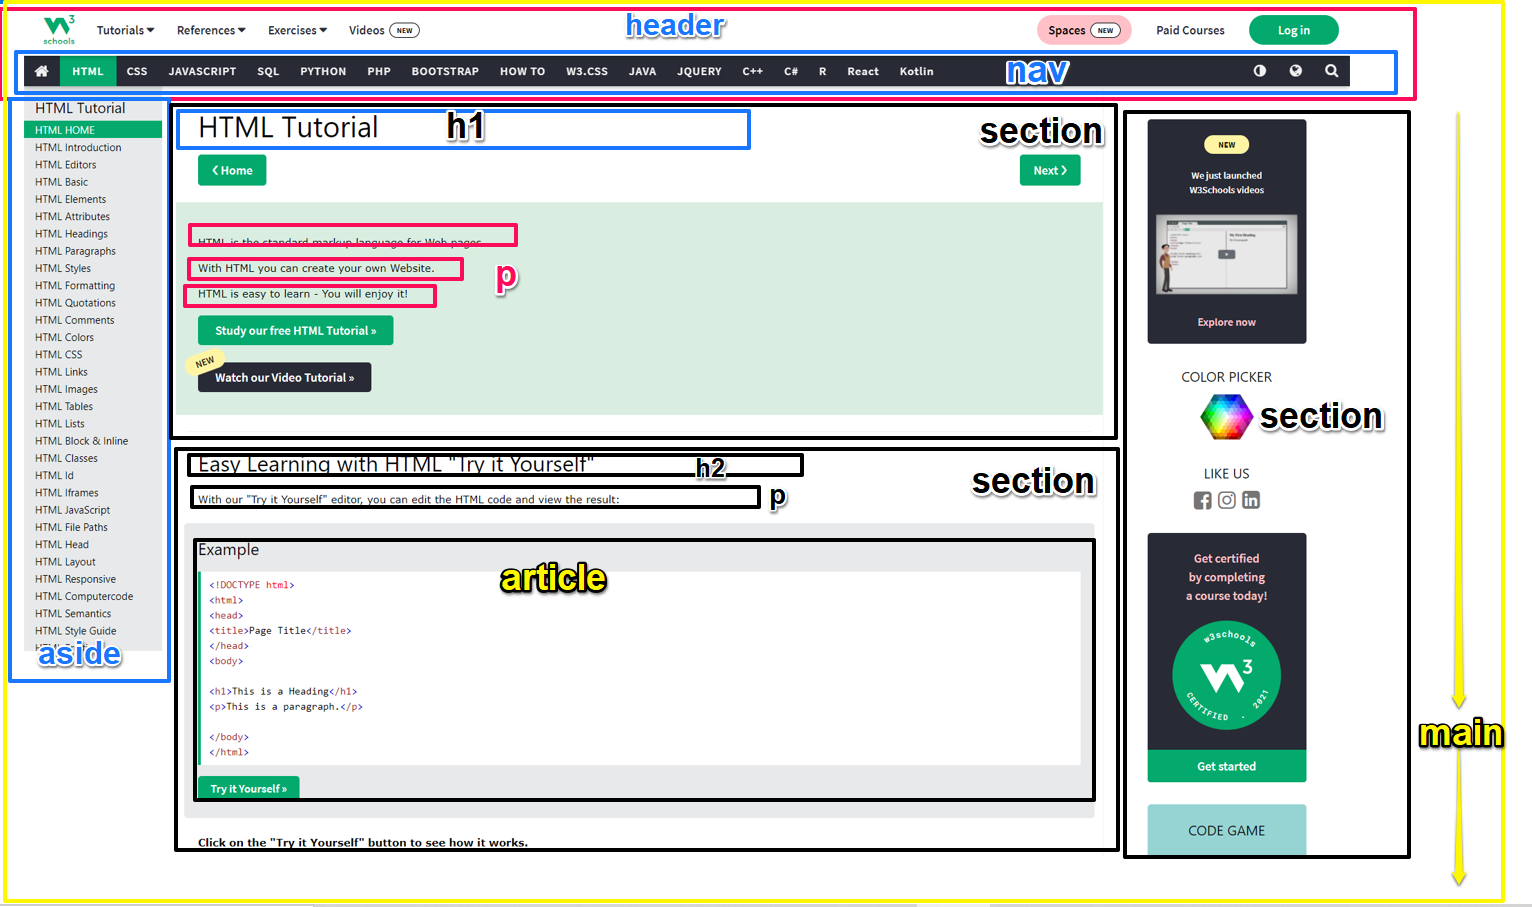 W3 schools
Tutorials References Exercises Videos NEW header Spaces NEW Paid Courses Log in
HTML CSS JAVASCRIPT SQL PYTHON PHP BOOTSTRAP HOW TO W3.CSS JAVA JQUERY C++ C# R React Kotlin nav
HTML Tutorial
HTML HOME
HTML Introduction
HTML Editors
HTML Basic
HTML Elements
HTML Attributes
HTML Headings
HTML Paragraphs
HTML Styles
HTML Formatting
HTML Quotations
HTML Comments
HTML Colors
HTML CSS
HTML Links
HTML Images
HTML Tables
HTML Lists
HTML Block & Inline
HTML Classes
HTML Id
HTML Iframes
HTML JavaScript
HTML File Paths
HTML Head
HTML Layout
HTML Responsive
HTML Computercode
HTML Semantics
HTML Style Guide
aside
HTML Tutorial h1 section
❮ Home Next ❯
HTML is the standard markup language for Web pages.
With HTML you can create your own Website.
p
HTML is easy to learn - You will enjoy it!
Study our free HTML Tutorial »
NEW
Watch our Video Tutorial »
Easy Learning with HTML "Try it Yourself" h2 section
With our "Try it Yourself" editor, you can edit the HTML code and view the result: p
Example
article
<!DOCTYPE html>
<html>
<head>
<title>Page Title</title>
</head>
<body>
<h1>This is a Heading</h1>
<p>This is a paragraph.</p>
</body>
</html>
Try it Yourself »
Click on the "Try it Yourself" button to see how it works.
NEW
We just launched
W3Schools videos
Explore now
COLOR PICKER
section
LIKE US
Get certified
by completing
a course today!
w3schools
W3
CERTIFIED . 2021
Get started
CODE GAME
main